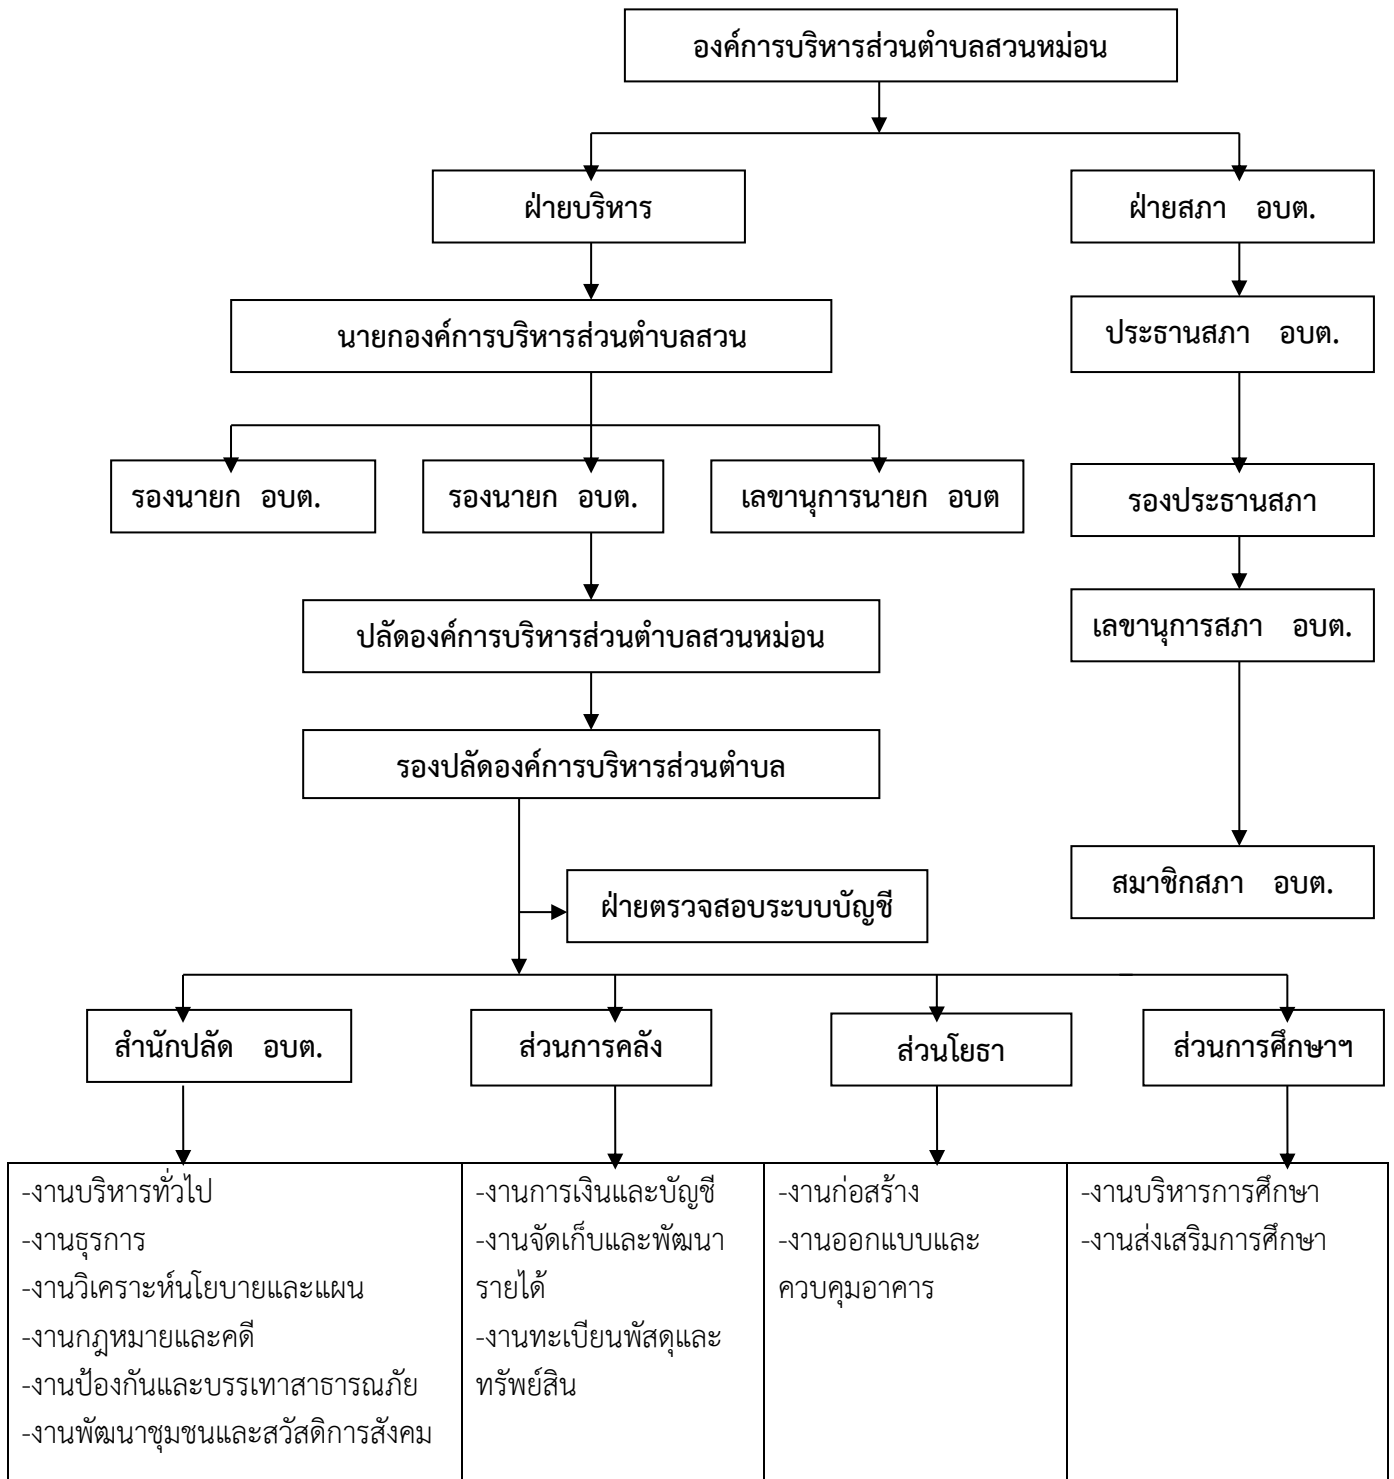 องค์การบริหารส่วนตำบลสวนหม่อน
ฝ่ายบริหาร
ฝ่ายสภา อบต.
นายกองค์การบริหารส่วนตำบลสวน
ประธานสภา อบต.
รองนายก อบต.
รองนายก อบต.
เลขานุการนายก อบต
รองประธานสภา
ปลัดองค์การบริหารส่วนตำบลสวนหม่อน
เลขานุการสภา อบต.
รองปลัดองค์การบริหารส่วนตำบล
สมาชิกสภา อบต.
ฝ่ายตรวจสอบระบบบัญชี
สำนักปลัด อบต.
ส่วนการคลัง
ส่วนโยธา
ส่วนการศึกษาฯ
-งานบริหารทั่วไป
-งานธุรการ
-งานวิเคราะห์นโยบายและแผน
-งานกฎหมายและคดี
-งานป้องกันและบรรเทาสาธารณภัย
-งานพัฒนาชุมชนและสวัสดิการสังคม
-งานการเงินและบัญชี
-งานจัดเก็บและพัฒนา
รายได้
-งานทะเบียนพัสดุและ
ทรัพย์สิน
-งานก่อสร้าง
-งานออกแบบและ
ควบคุมอาคาร
-งานบริหารการศึกษา
-งานส่งเสริมการศึกษา